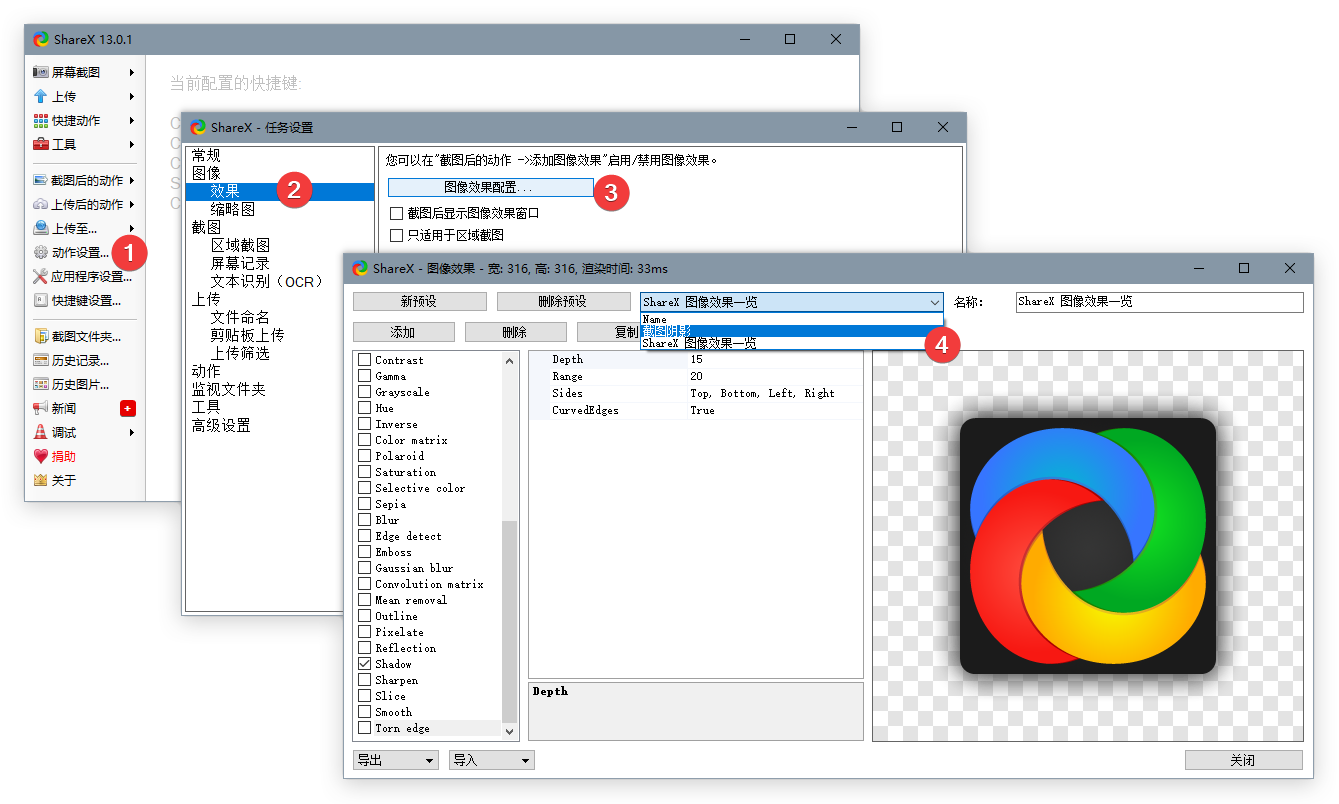 ShareX 13.0.1
屏幕截图
上传
快捷动作
工具
截图后的动作
上传后的动作
上传至...
动作设置...
1
应用程序设置...
快捷键设置...
截图文件夹...
历史记录...
历史图片...
新闻
调试
捐助
关于
当前配置的快捷键:
C
C
C
S
C
ShareX - 任务设置
常规
图像
效果
2
缩略图
截图
区域截图
屏幕记录
文本识别（OCR）
上传
文件命名
剪贴板上传
上传筛选
动作
监视文件夹
工具
高级设置
您可以在"截图后的动作 ->添加图像效果"启用/禁用图像效果。
图像效果配置...
3
截图后显示图像效果窗口
只适用于区域截图
ShareX - 图像效果 - 宽: 316, 高: 316, 渲染时间: 33ms
新预设
删除预设
ShareX 图像效果一览
名称:
ShareX 图像效果一览
添加
删除
复制
Name
截图阴影
ShareX 图像效果一览
4
Contrast
Gamma
Grayscale
Hue
Inverse
Color matrix
Polaroid
Saturation
Selective color
Sepia
Blur
Edge detect
Emboss
Gaussian blur
Convolution matrix
Mean removal
Outline
Pixelate
Reflection
Shadow
Sharpen
Slice
Smooth
Torn edge
Depth 15
Range 20
Sides Top, Bottom, Left, Right
CurvedEdges True
Depth
导出
导入
关闭